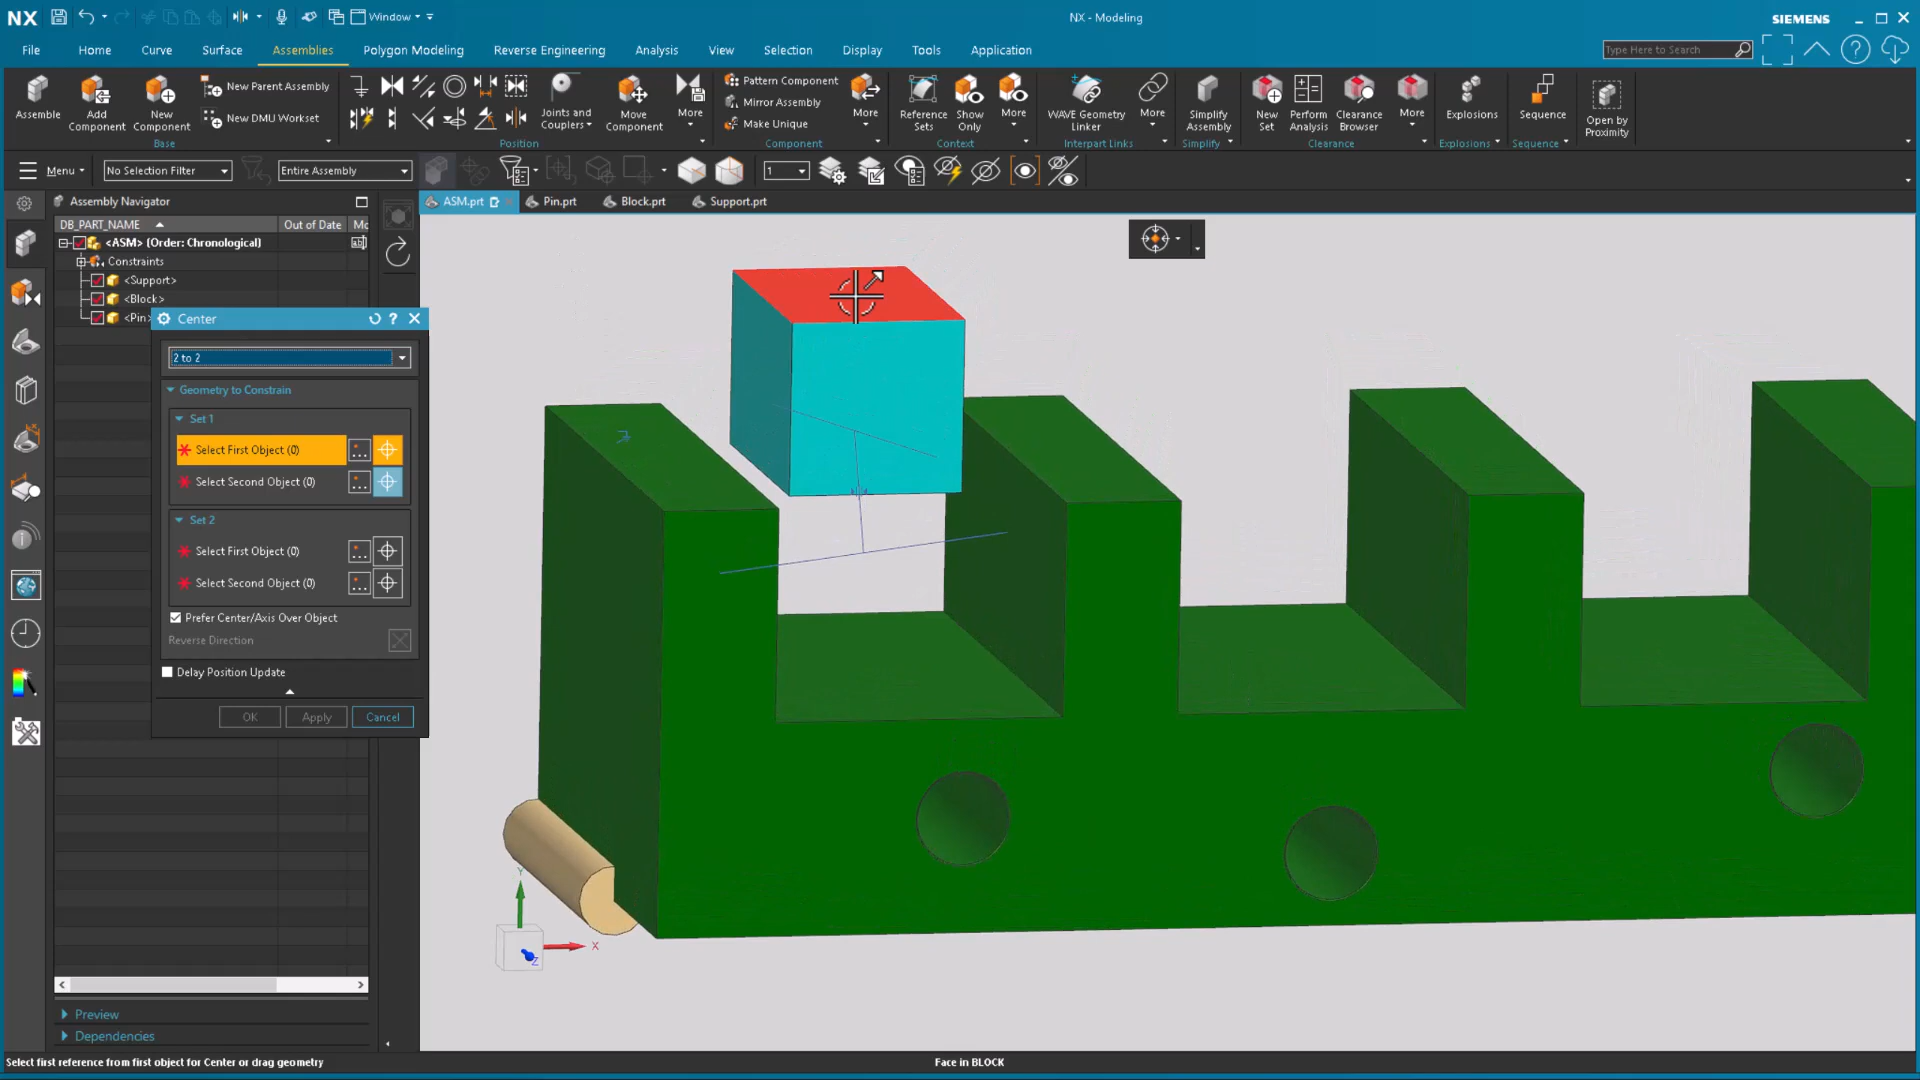 NX
Window
NX - Modeling
SIEMENS
File Home Curve Surface Assemblies Polygon Modeling Reverse Engineering Analysis View Selection Display Tools Application
Type Here to Search
Assemble
Add Component
New Component
New Parent Assembly
New DMU Workset
Base
Joints and Couplers
Move Component
More
Position
Pattern Component
Mirror Assembly
Make Unique
More
Component
Reference Sets
Show Only
More
Context
WAVE Geometry Linker
More
Interpart Links
Simplify Assembly
Simplify
New Set
Perform Analysis
Clearance Browser
More
Clearance
Explosions
Explosions
Sequence
Sequence
Open by Proximity
Menu
No Selection Filter
Entire Assembly
1
Assembly Navigator
ASM.prt
Pin.prt
Block.prt
Support.prt
DB_PART_NAME Out of Date Mc
<ASM> (Order: Chronological)
Constraints
<Support>
<Block>
<Pin>
Center
2 to 2
Geometry to Constrain
Set 1
Select First Object (0)
Select Second Object (0)
Set 2
Select First Object (0)
Select Second Object (0)
Prefer Center/Axis Over Object
Reverse Direction
Delay Position Update
OK Apply Cancel
Y
X
Z
Preview
Dependencies
Select first reference from first object for Center or drag geometry
Face in BLOCK